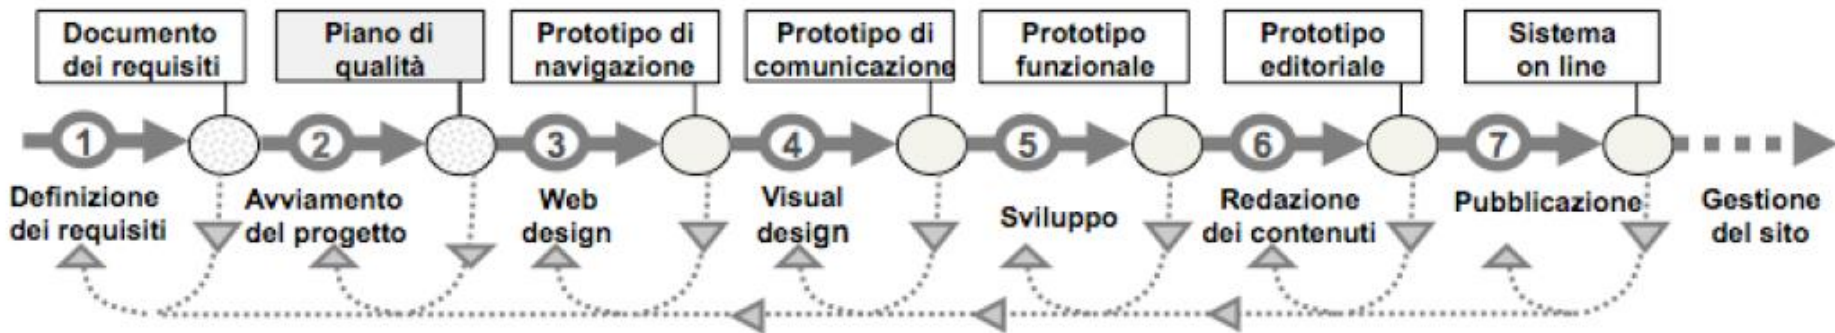 Documento
dei requisiti
Piano di
qualità
Prototipo di
navigazione
Prototipo di
comunicazione
Prototipo
funzionale
Prototipo
editoriale
Sistema
on line
1
2
3
4
5
6
7
Definizione
dei requisiti
Avviamento
del progetto
Web
design
Visual
design
Sviluppo
Redazione
dei contenuti
Pubblicazione
Gestione
del sito